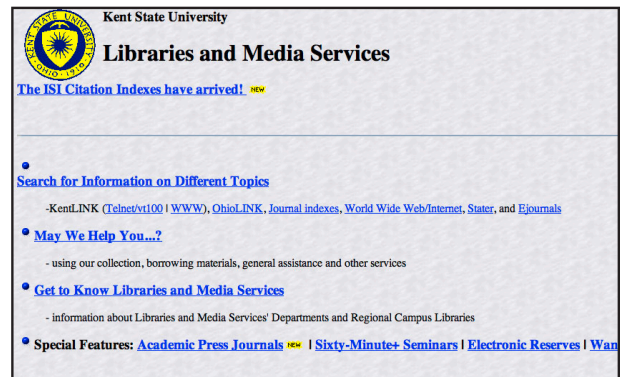 Kent State University
Libraries and Media Services
The ISI Citation Indexes have arrived! NEW
Search for Information on Different Topics
-KentLINK (Telnet/vt100 | WWW), OhioLINK, Journal indexes, World Wide Web/Internet, Stater, and Ejournals
May We Help You...?
- using our collection, borrowing materials, general assistance and other services
Get to Know Libraries and Media Services
- information about Libraries and Media Services' Departments and Regional Campus Libraries
Special Features: Academic Press Journals NEW | Sixty-Minute+ Seminars | Electronic Reserves | Wan
KENT STATE UNIVERSITY
OHIO · 1910